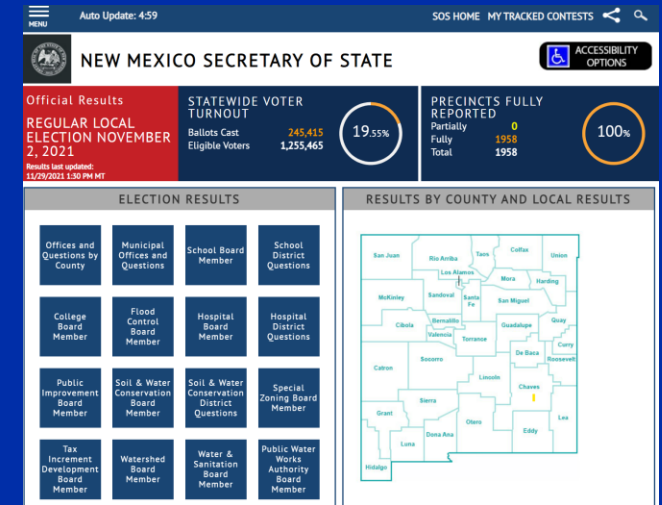 MENU
Auto Update: 4:59
SOS HOME MY TRACKED CONTESTS
NEW MEXICO SECRETARY OF STATE
ACCESSIBILITY
OPTIONS
Official Results
REGULAR LOCAL
ELECTION NOVEMBER
2, 2021
Results last updated:
11/29/2021 1:30 PM MT
STATEWIDE VOTER
TURNOUT
Ballots Cast 245,415
Eligible Voters 1,255,465
19.55%
PRECINCTS FULLY
REPORTED
Partially 0
Fully 1958
Total 1958
100%
ELECTION RESULTS
Offices and
Questions by
County
Municipal
Offices and
Questions
School Board
Member
School
District
Questions
College
Board
Member
Flood
Control
Board
Member
Hospital
Board
Member
Hospital
District
Questions
Public
Improvement
Board
Member
Soil & Water
Conservation
Board
Member
Soil & Water
Conservation
District
Questions
Special
Zoning Board
Member
Tax
Increment
Development
Board
Member
Watershed
Board
Member
Water &
Sanitation
Board
Member
Public Water
Works
Authority
Board
Member
RESULTS BY COUNTY AND LOCAL RESULTS
San Juan
Rio Arriba
Taos
Colfax
Union
Los Alamos
Mora
Harding
McKinley
Sandoval
Santa
Fe
San Miguel
Cibola
Bernalillo
Valencia
Torrance
Guadalupe
Quay
Curry
De Baca
Roosevelt
Catron
Socorro
Lincoln
Chaves
Sierra
Grant
Otero
Lea
Luna
Dona Ana
Eddy
Hidalgo